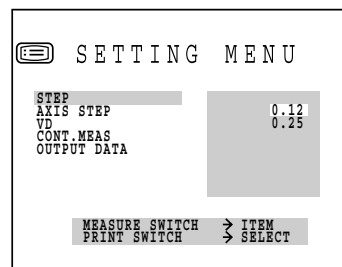 SETTING MENU
STEP
AXIS STEP 0.12
VD 0.25
CONT.MEAS
OUTPUT DATA
MEASURE SWITCH → ITEM
PRINT SWITCH → SELECT